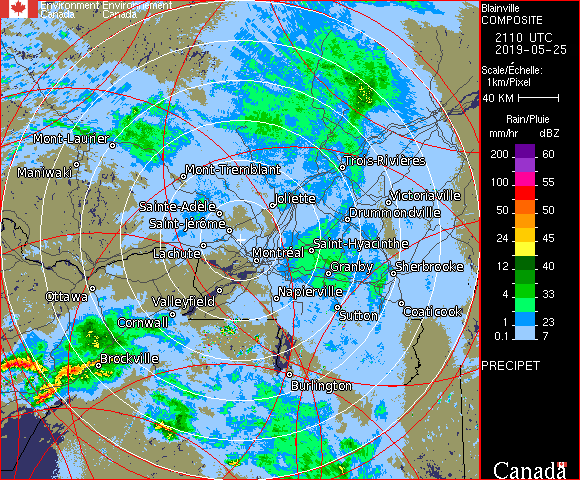 Environment Environnement
Canada Canada
Blainville
COMPOSITE
2110 UTC
2019-05-25
Scale/Échelle:
1km/Pixel
40 KM
Rain/Pluie
mm/hr dBZ
200 60
100 55
50 50
24 45
12 40
4 33
1 23
0.1 7
PRECIPET
Canada
Mont-Laurier
Maniwaki
Mont-Tremblant
Trois-Rivières
Sainte-Adele
Joliette
Victoriaville
Drummondville
Saint-Jérôme
Lachute
Montréal
Saint-Hyacinthe
Granby
Sherbrooke
Ottawa
Valleyfield
Napierville
Cornwall
Sutton
Coaticook
Brockville
Burlington